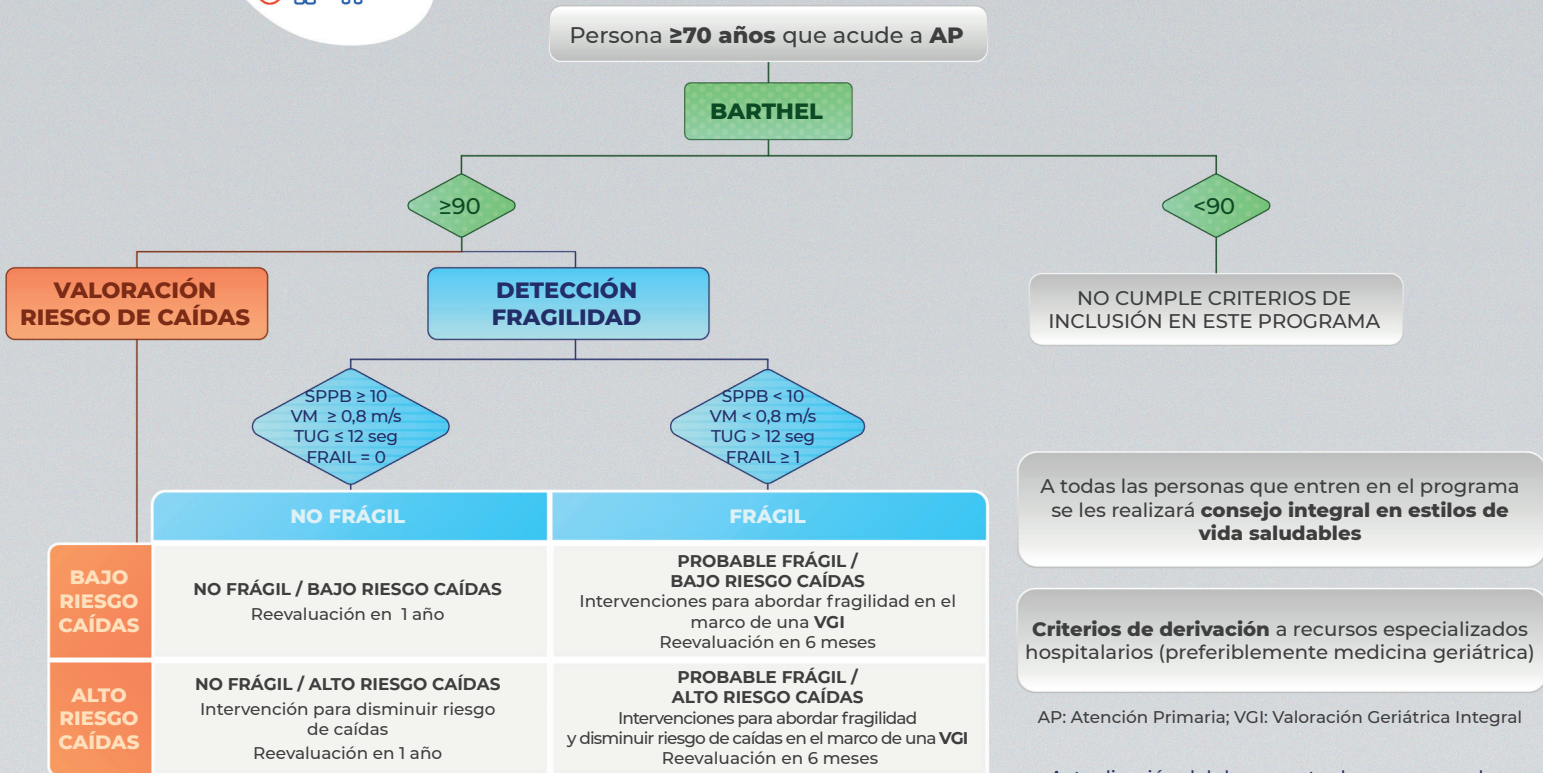 Persona ≥70 años que acude a AP
BARTHEL
≥90
<90
VALORACIÓN
RIESGO DE CAÍDAS
DETECCIÓN
FRAGILIDAD
NO CUMPLE CRITERIOS DE
INCLUSIÓN EN ESTE PROGRAMA
SPPB ≥ 10
VM ≥ 0,8 m/s
TUG ≤ 12 seg
FRAIL = 0
SPPB < 10
VM < 0,8 m/s
TUG > 12 seg
FRAIL ≥ 1
NO FRÁGIL
FRÁGIL
BAJO
RIESGO
CAÍDAS
NO FRÁGIL / BAJO RIESGO CAÍDAS
Reevaluación en 1 año
PROBABLE FRÁGIL /
BAJO RIESGO CAÍDAS
Intervenciones para abordar fragilidad en el
marco de una VGI
Reevaluación en 6 meses
ALTO
RIESGO
CAÍDAS
NO FRÁGIL / ALTO RIESGO CAÍDAS
Intervención para disminuir riesgo
de caídas
Reevaluación en 1 año
PROBABLE FRÁGIL /
ALTO RIESGO CAÍDAS
Intervenciones para abordar fragilidad
y disminuir riesgo de caídas en el marco de una VGI
Reevaluación en 6 meses
A todas las personas que entren en el programa
se les realizará consejo integral en estilos de
vida saludables
Criterios de derivación a recursos especializados
hospitalarios (preferiblemente medicina geriátrica)
AP: Atención Primaria; VGI: Valoración Geriátrica Integral